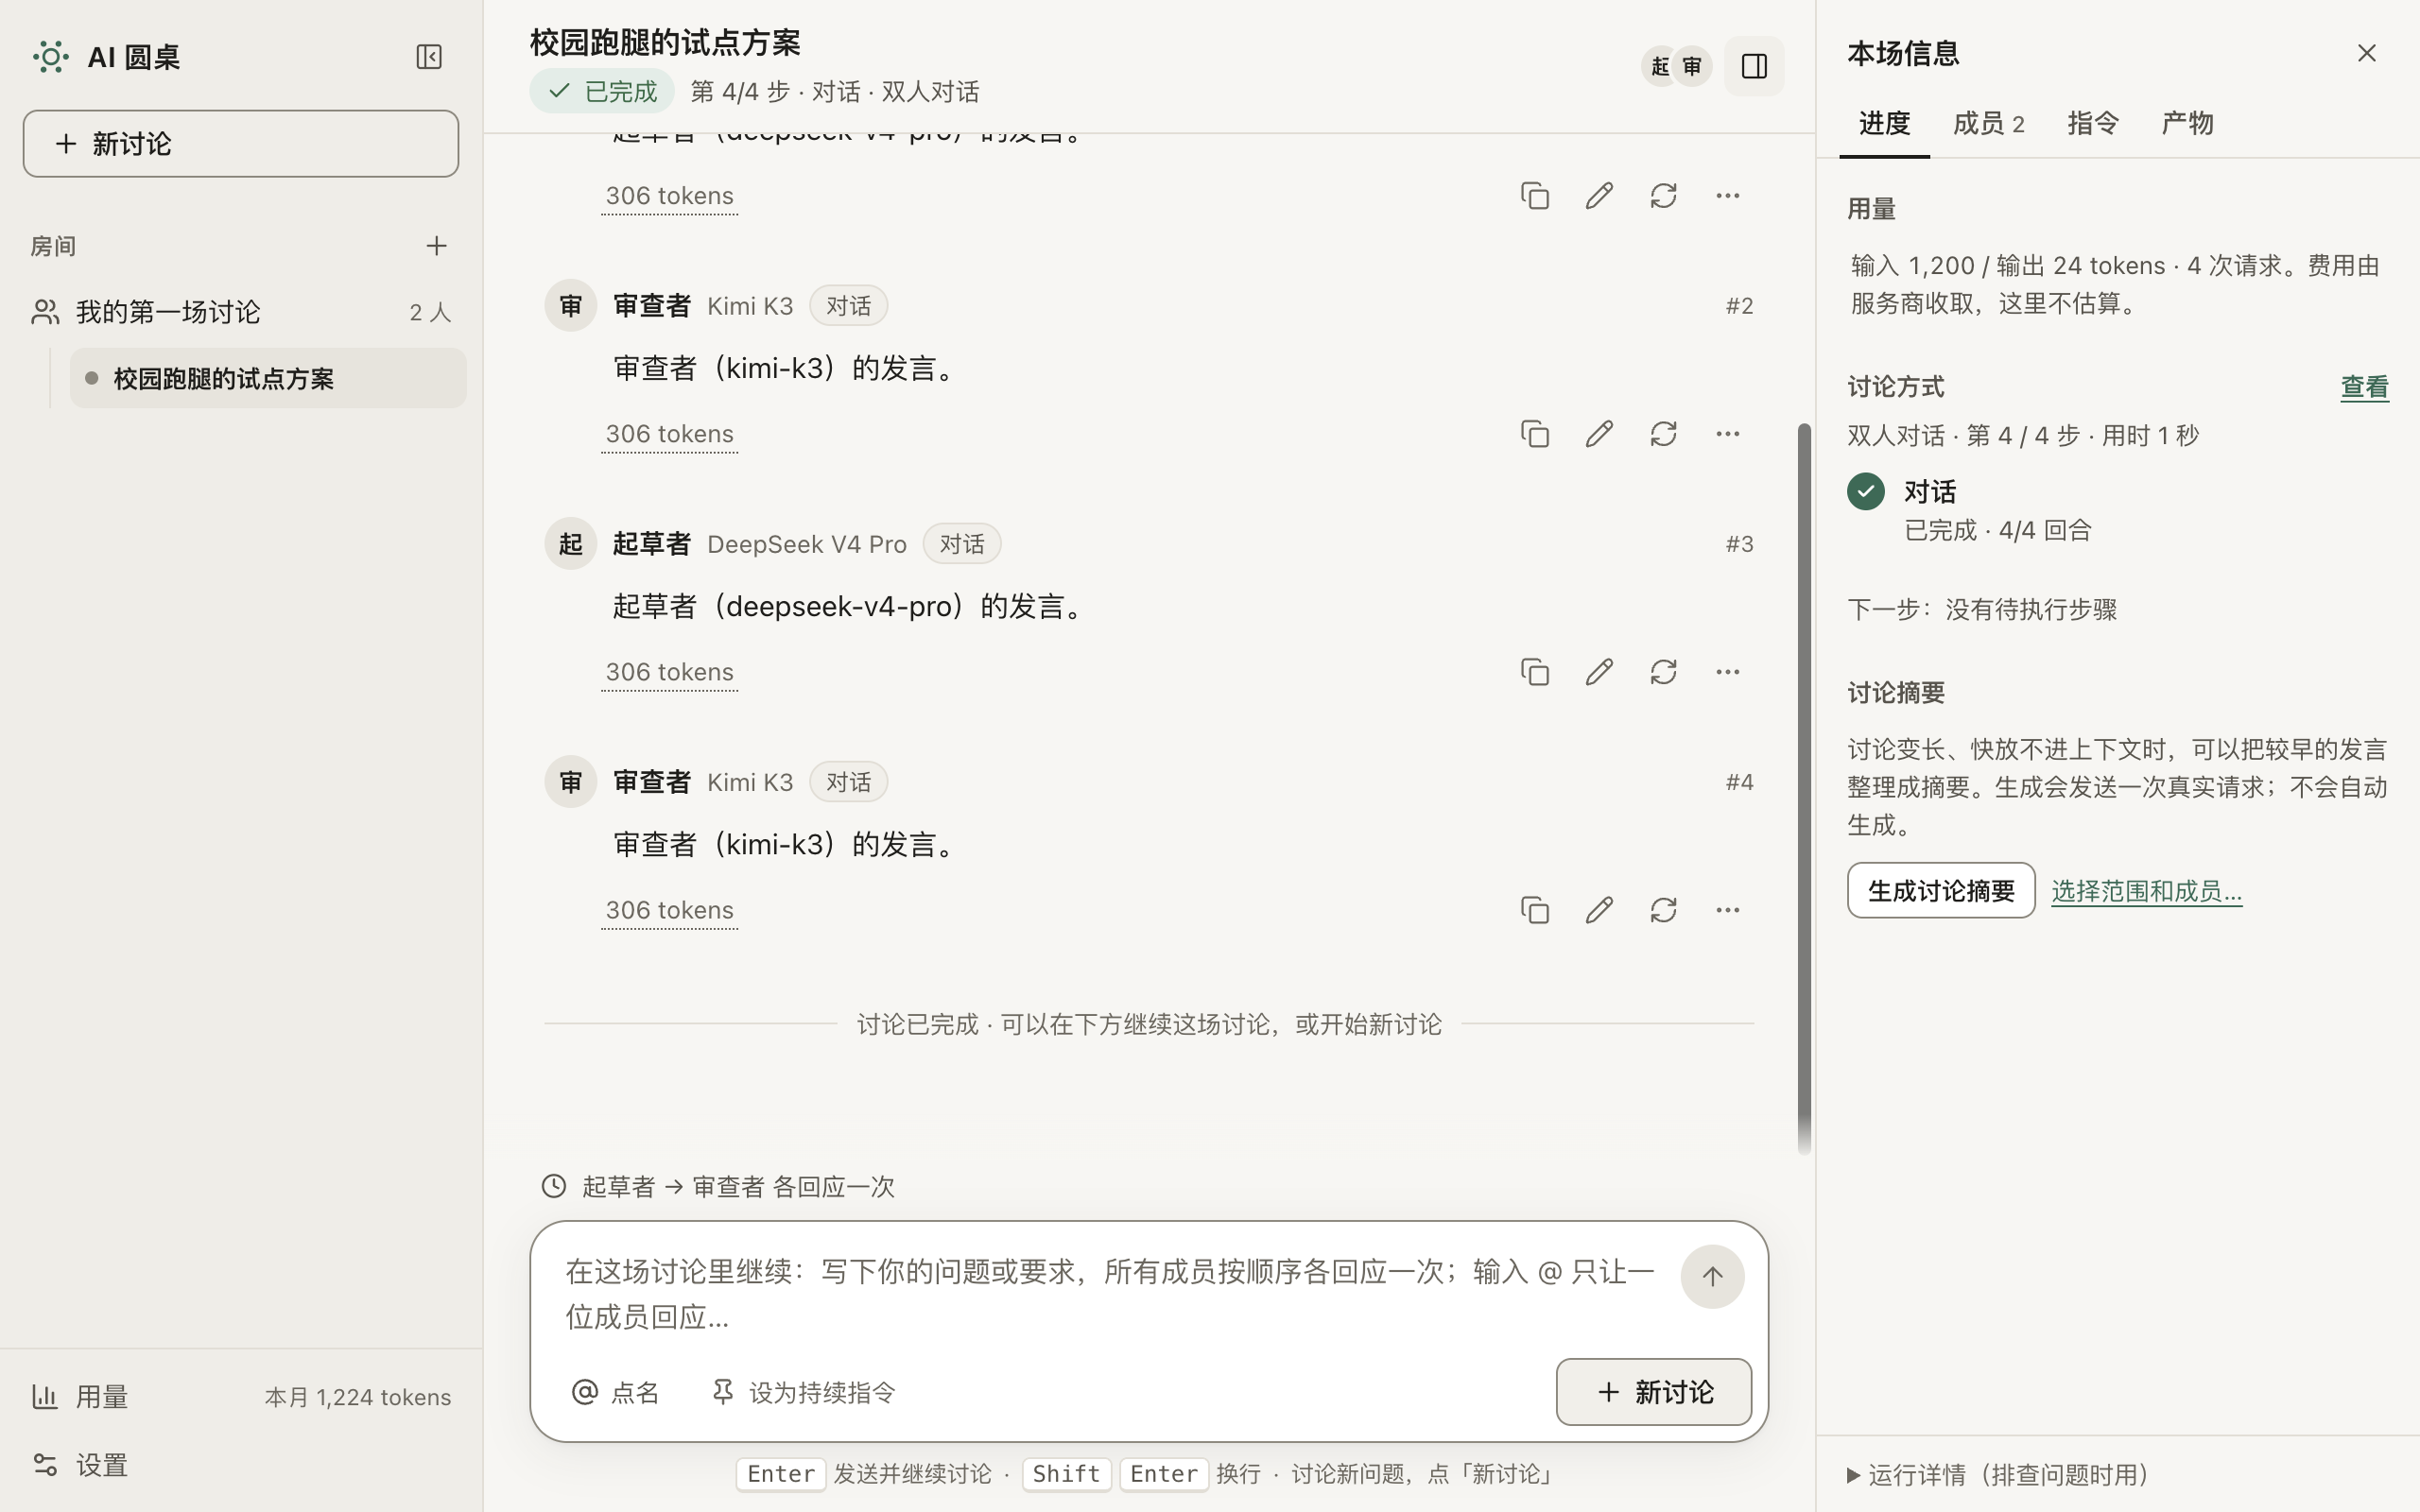 AI 圆桌
新讨论
房间
我的第一场讨论 2 人
校园跑腿的试点方案
用量 本月 1,224 tokens
设置
校园跑腿的试点方案
已完成 第 4/4 步 · 对话 · 双人对话
起 审
起草者（deepseek-v4-pro）的发言。
306 tokens
审 审查者 Kimi K3 对话 #2
审查者（kimi-k3）的发言。
306 tokens
起 起草者 DeepSeek V4 Pro 对话 #3
起草者（deepseek-v4-pro）的发言。
306 tokens
审 审查者 Kimi K3 对话 #4
审查者（kimi-k3）的发言。
306 tokens
讨论已完成 · 可以在下方继续这场讨论，或开始新讨论
起草者 → 审查者 各回应一次
在这场讨论里继续：写下你的问题或要求，所有成员按顺序各回应一次；输入 @ 只让一
位成员回应...
点名 设为持续指令 新讨论
Enter 发送并继续讨论 · Shift Enter 换行 · 讨论新问题，点「新讨论」
本场信息
进度 成员 2 指令 产物
用量
输入 1,200 / 输出 24 tokens · 4 次请求。费用由
服务商收取，这里不估算。
讨论方式 查看
双人对话 · 第 4 / 4 步 · 用时 1 秒
对话
已完成 · 4/4 回合
下一步：没有待执行步骤
讨论摘要
讨论变长、快放不进上下文时，可以把较早的发言
整理成摘要。生成会发送一次真实请求；不会自动
生成。
生成讨论摘要 选择范围和成员...
运行详情（排查问题时用）